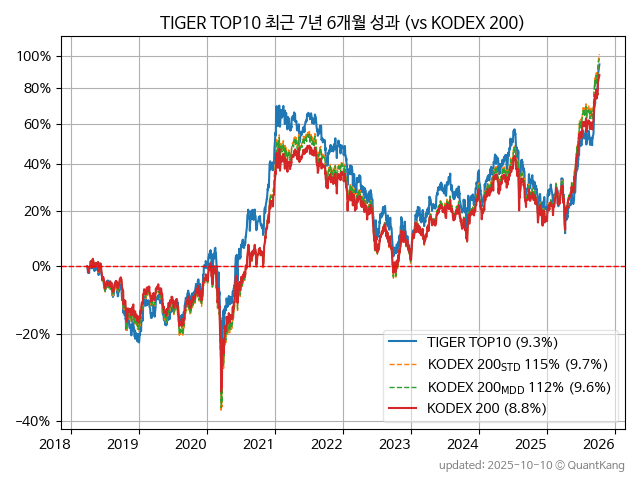 TIGER TOP10 최근 7년 6개월 성과 (vs KODEX 200)
100%
80%
60%
40%
20%
0%
−20%
−40%
TIGER TOP10 (9.3%)
KODEX 200STD 115% (9.7%)
KODEX 200MDD 112% (9.6%)
KODEX 200 (8.8%)
2018 2019 2020 2021 2022 2023 2024 2025 2026
updated: 2025-10-10 © QuantKang